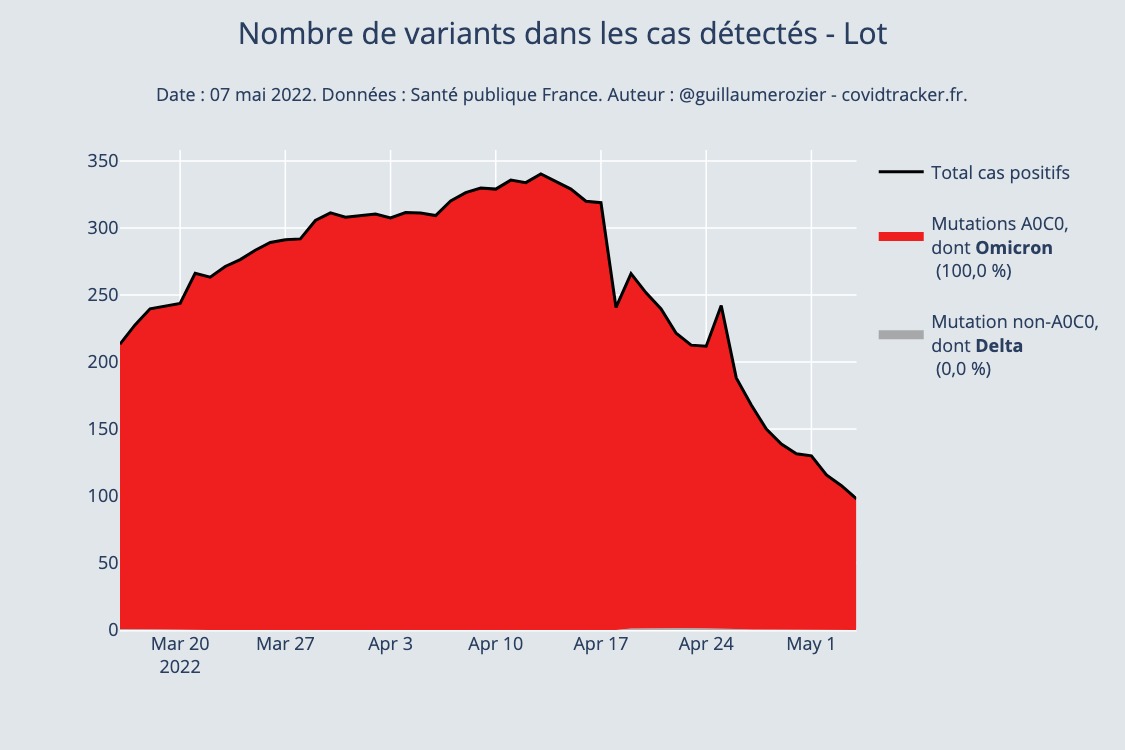 Nombre de variants dans les cas détectés - Lot
Date : 07 mai 2022. Données : Santé publique France. Auteur : @guillaumerozier - covidtracker.fr.
350
300
250
200
150
100
50
0
Mar 20
2022
Mar 27
Apr 3
Apr 10
Apr 17
Apr 24
May 1
Total cas positifs
Mutations A0C0,
dont Omicron
(100,0 %)
Mutation non-A0C0,
dont Delta
(0,0 %)